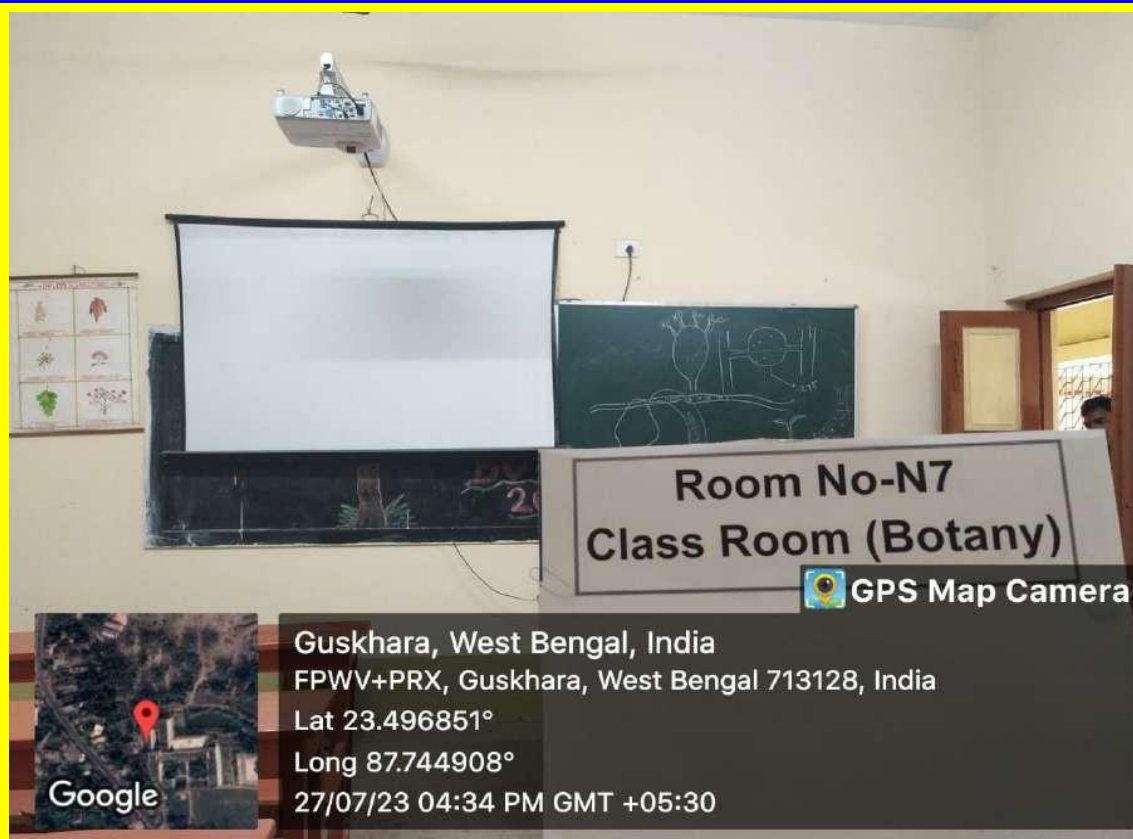 Room No-N7
Class Room (Botany)
GPS Map Camera
Guskhara, West Bengal, India
FPWV+PRX, Guskhara, West Bengal 713128, India
Lat 23.496851°
Long 87.744908°
27/07/23 04:34 PM GMT +05:30
Google